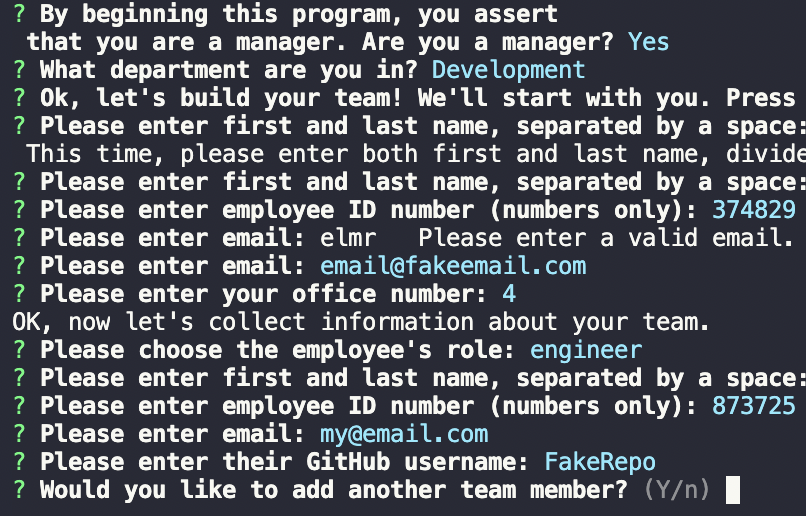 ? By beginning this program, you assert
that you are a manager. Are you a manager? Yes
? What department are you in? Development
? Ok, let's build your team! We'll start with you. Press
? Please enter first and last name, separated by a space:
This time, please enter both first and last name, divide
? Please enter first and last name, separated by a space:
? Please enter employee ID number (numbers only): 374829
? Please enter email: elmr   Please enter a valid email.
? Please enter email: email@fakeemail.com
? Please enter your office number: 4
OK, now let's collect information about your team.
? Please choose the employee's role: engineer
? Please enter first and last name, separated by a space:
? Please enter employee ID number (numbers only): 873725
? Please enter email: my@email.com
? Please enter their GitHub username: FakeRepo
? Would you like to add another team member? (Y/n)